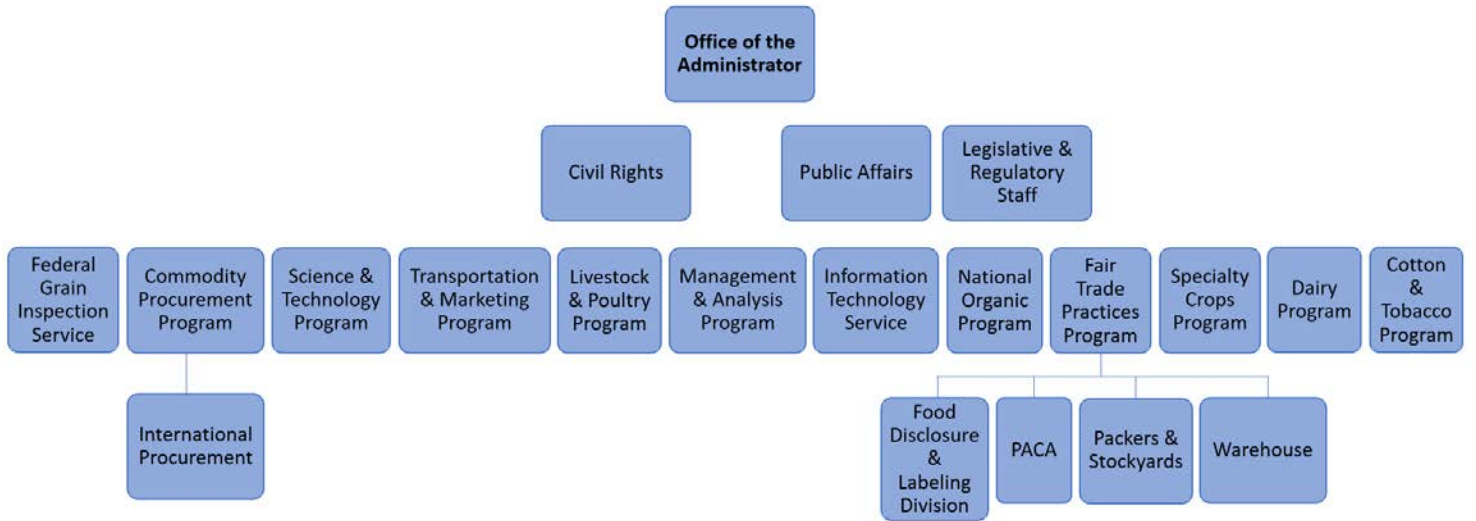 Office of the
Administrator
Civil Rights
Public Affairs
Legislative &
Regulatory
Staff
Federal
Grain
Inspection
Service
Commodity
Procurement
Program
Science &
Technology
Program
Transportation
& Marketing
Program
Livestock
& Poultry
Program
Management
& Analysis
Program
Information
Technology
Service
National
Organic
Program
Fair
Trade
Practices
Program
Specialty
Crops
Program
Dairy
Program
Cotton
&
Tobacco
Program
International
Procurement
Food
Disclosure
&
Labeling
Division
PACA
Packers &
Stockyards
Warehouse